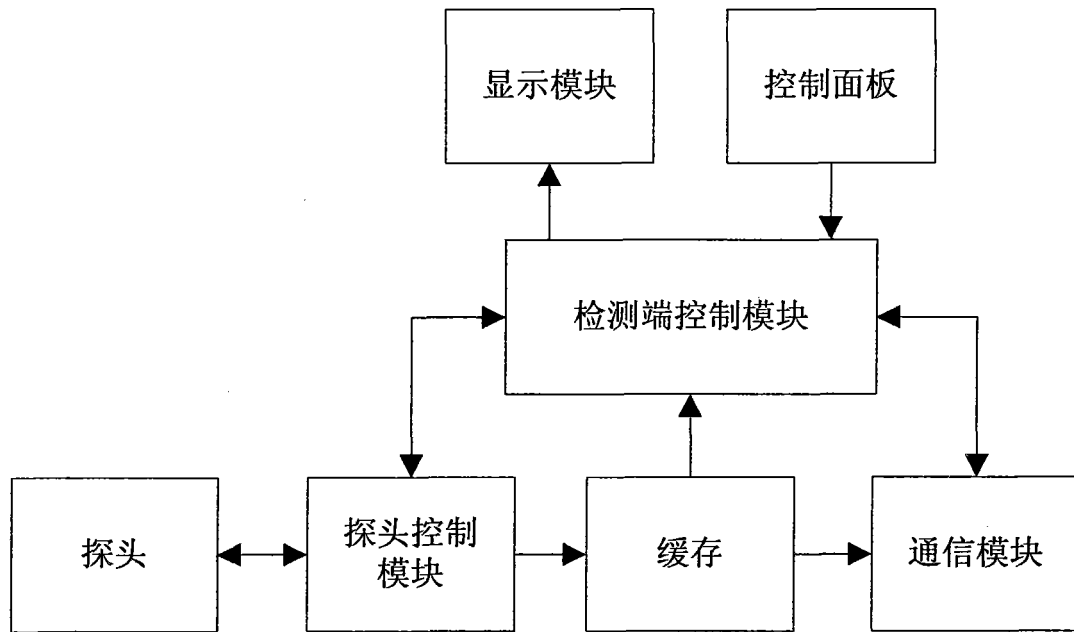 显示模块
控制面板
检测端控制模块
探头
探头控制
模块
缓存
通信模块